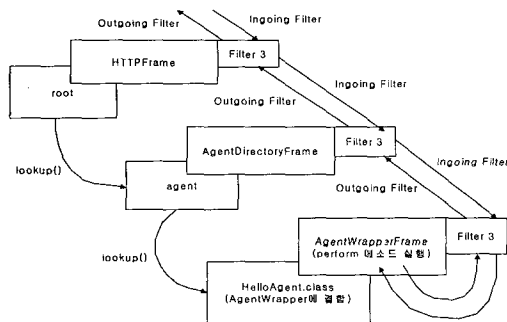 Outgoing Filter
Ingoing Filter
HTTPFrame
Filter 3
root
Ingoing Filter
Outgoing Filter
lookup()
AgentDirectoryFrame
Filter 3
agent
Ingoing Filter
Outgoing Filter
lookup()
AgentWrapperFrame
(perform 메소드 실행)
Filter 3
HelloAgent.class
(AgentWrapper에 결합)